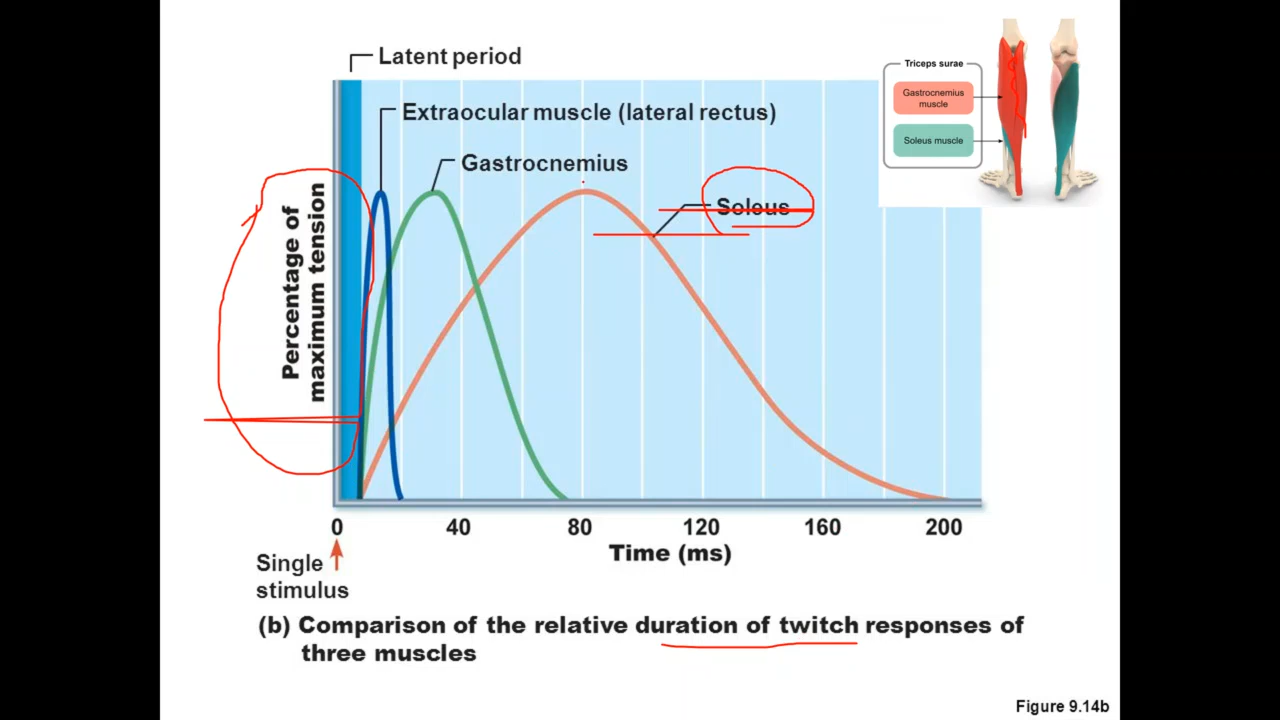 Latent period
Extraocular muscle (lateral rectus)
Gastrocnemius
Soleus
Triceps surae
Gastrocnemius
muscle
Soleus muscle
Percentage of
maximum tension
0 40 80 120 160 200
Time (ms)
Single
stimulus
(b) Comparison of the relative duration of twitch responses of
three muscles
Figure 9.14b